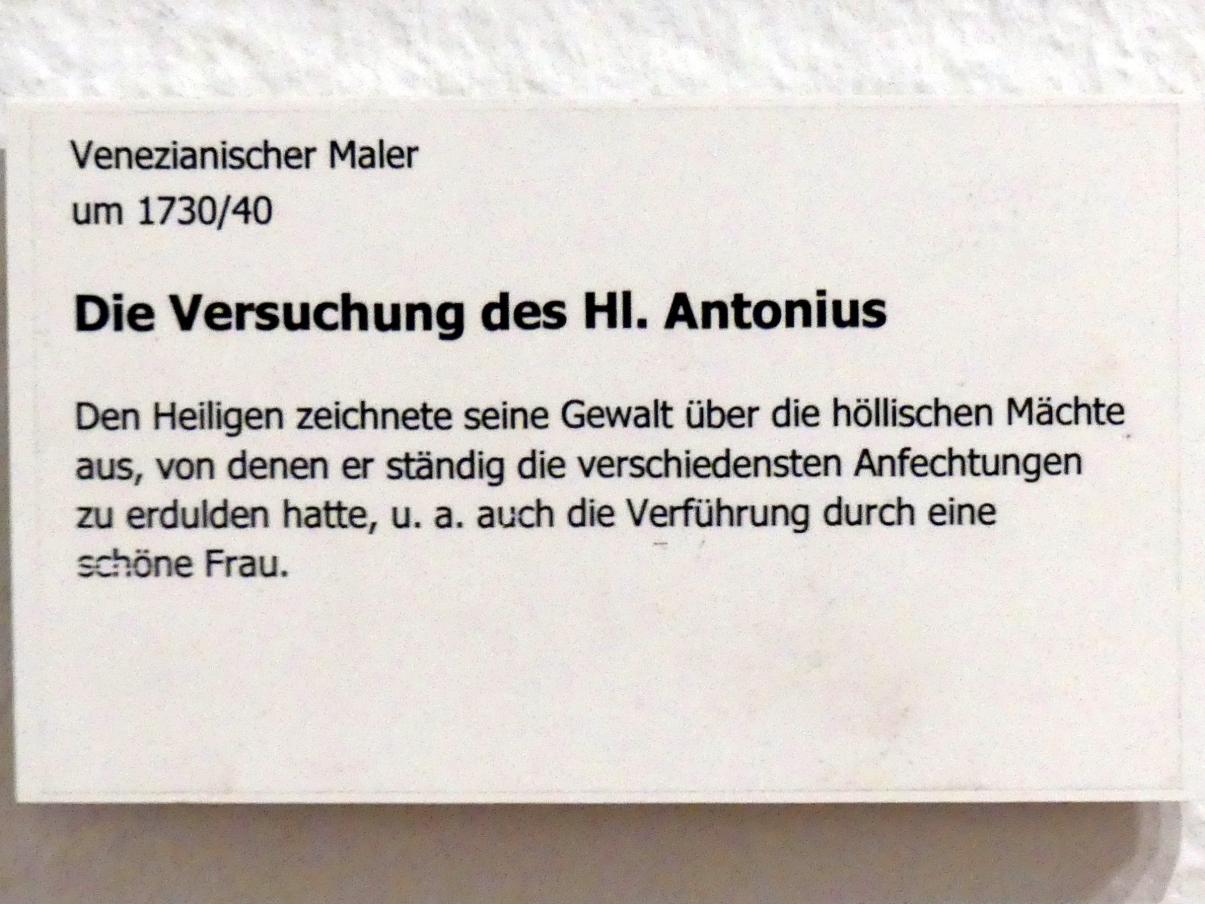 Venezianischer Maler
um 1730/40
Die Versuchung des Hl. Antonius
Den Heiligen zeichnete seine Gewalt über die höllischen Mächte
aus, von denen er ständig die verschiedensten Anfechtungen
zu erdulden hatte, u. a. auch die Verführung durch eine
schöne Frau.